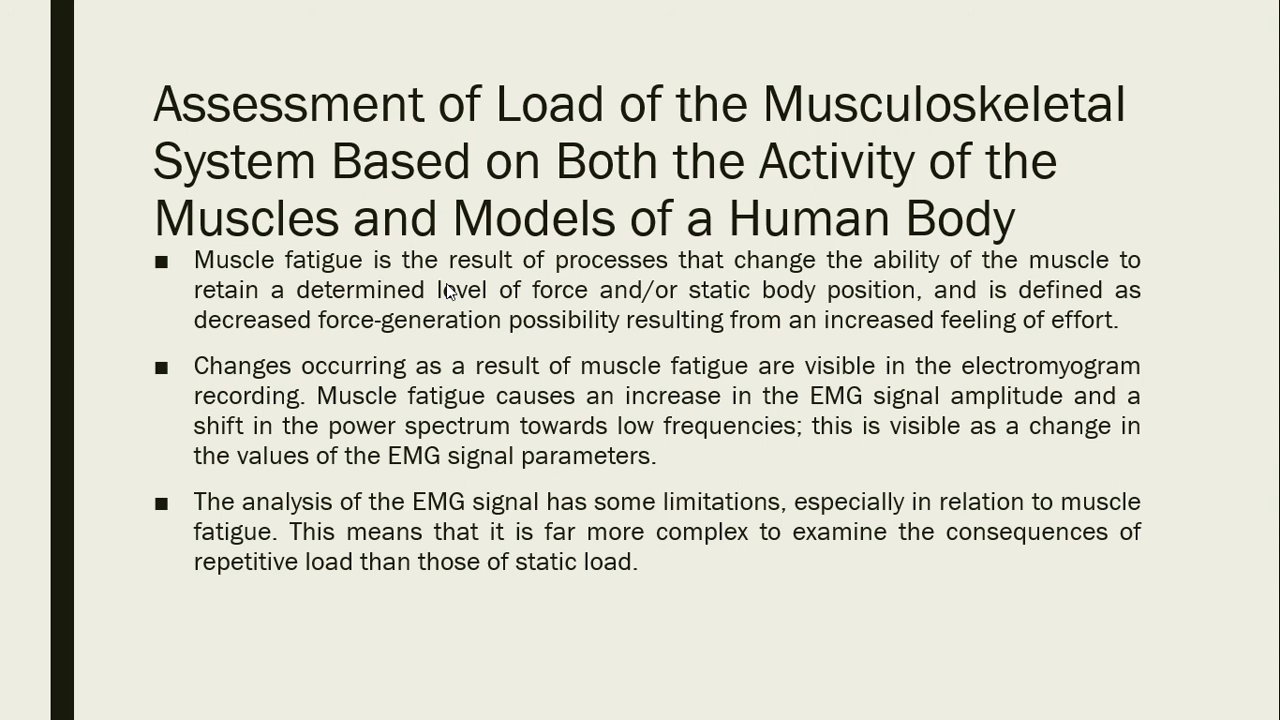 Assessment of Load of the Musculoskeletal
System Based on Both the Activity of the
Muscles and Models of a Human Body
■ Muscle fatigue is the result of processes that change the ability of the muscle to
retain a determined level of force and/or static body position, and is defined as
decreased force-generation possibility resulting from an increased feeling of effort.
■ Changes occurring as a result of muscle fatigue are visible in the electromyogram
recording. Muscle fatigue causes an increase in the EMG signal amplitude and a
shift in the power spectrum towards low frequencies; this is visible as a change in
the values of the EMG signal parameters.
■ The analysis of the EMG signal has some limitations, especially in relation to muscle
fatigue. This means that it is far more complex to examine the consequences of
repetitive load than those of static load.